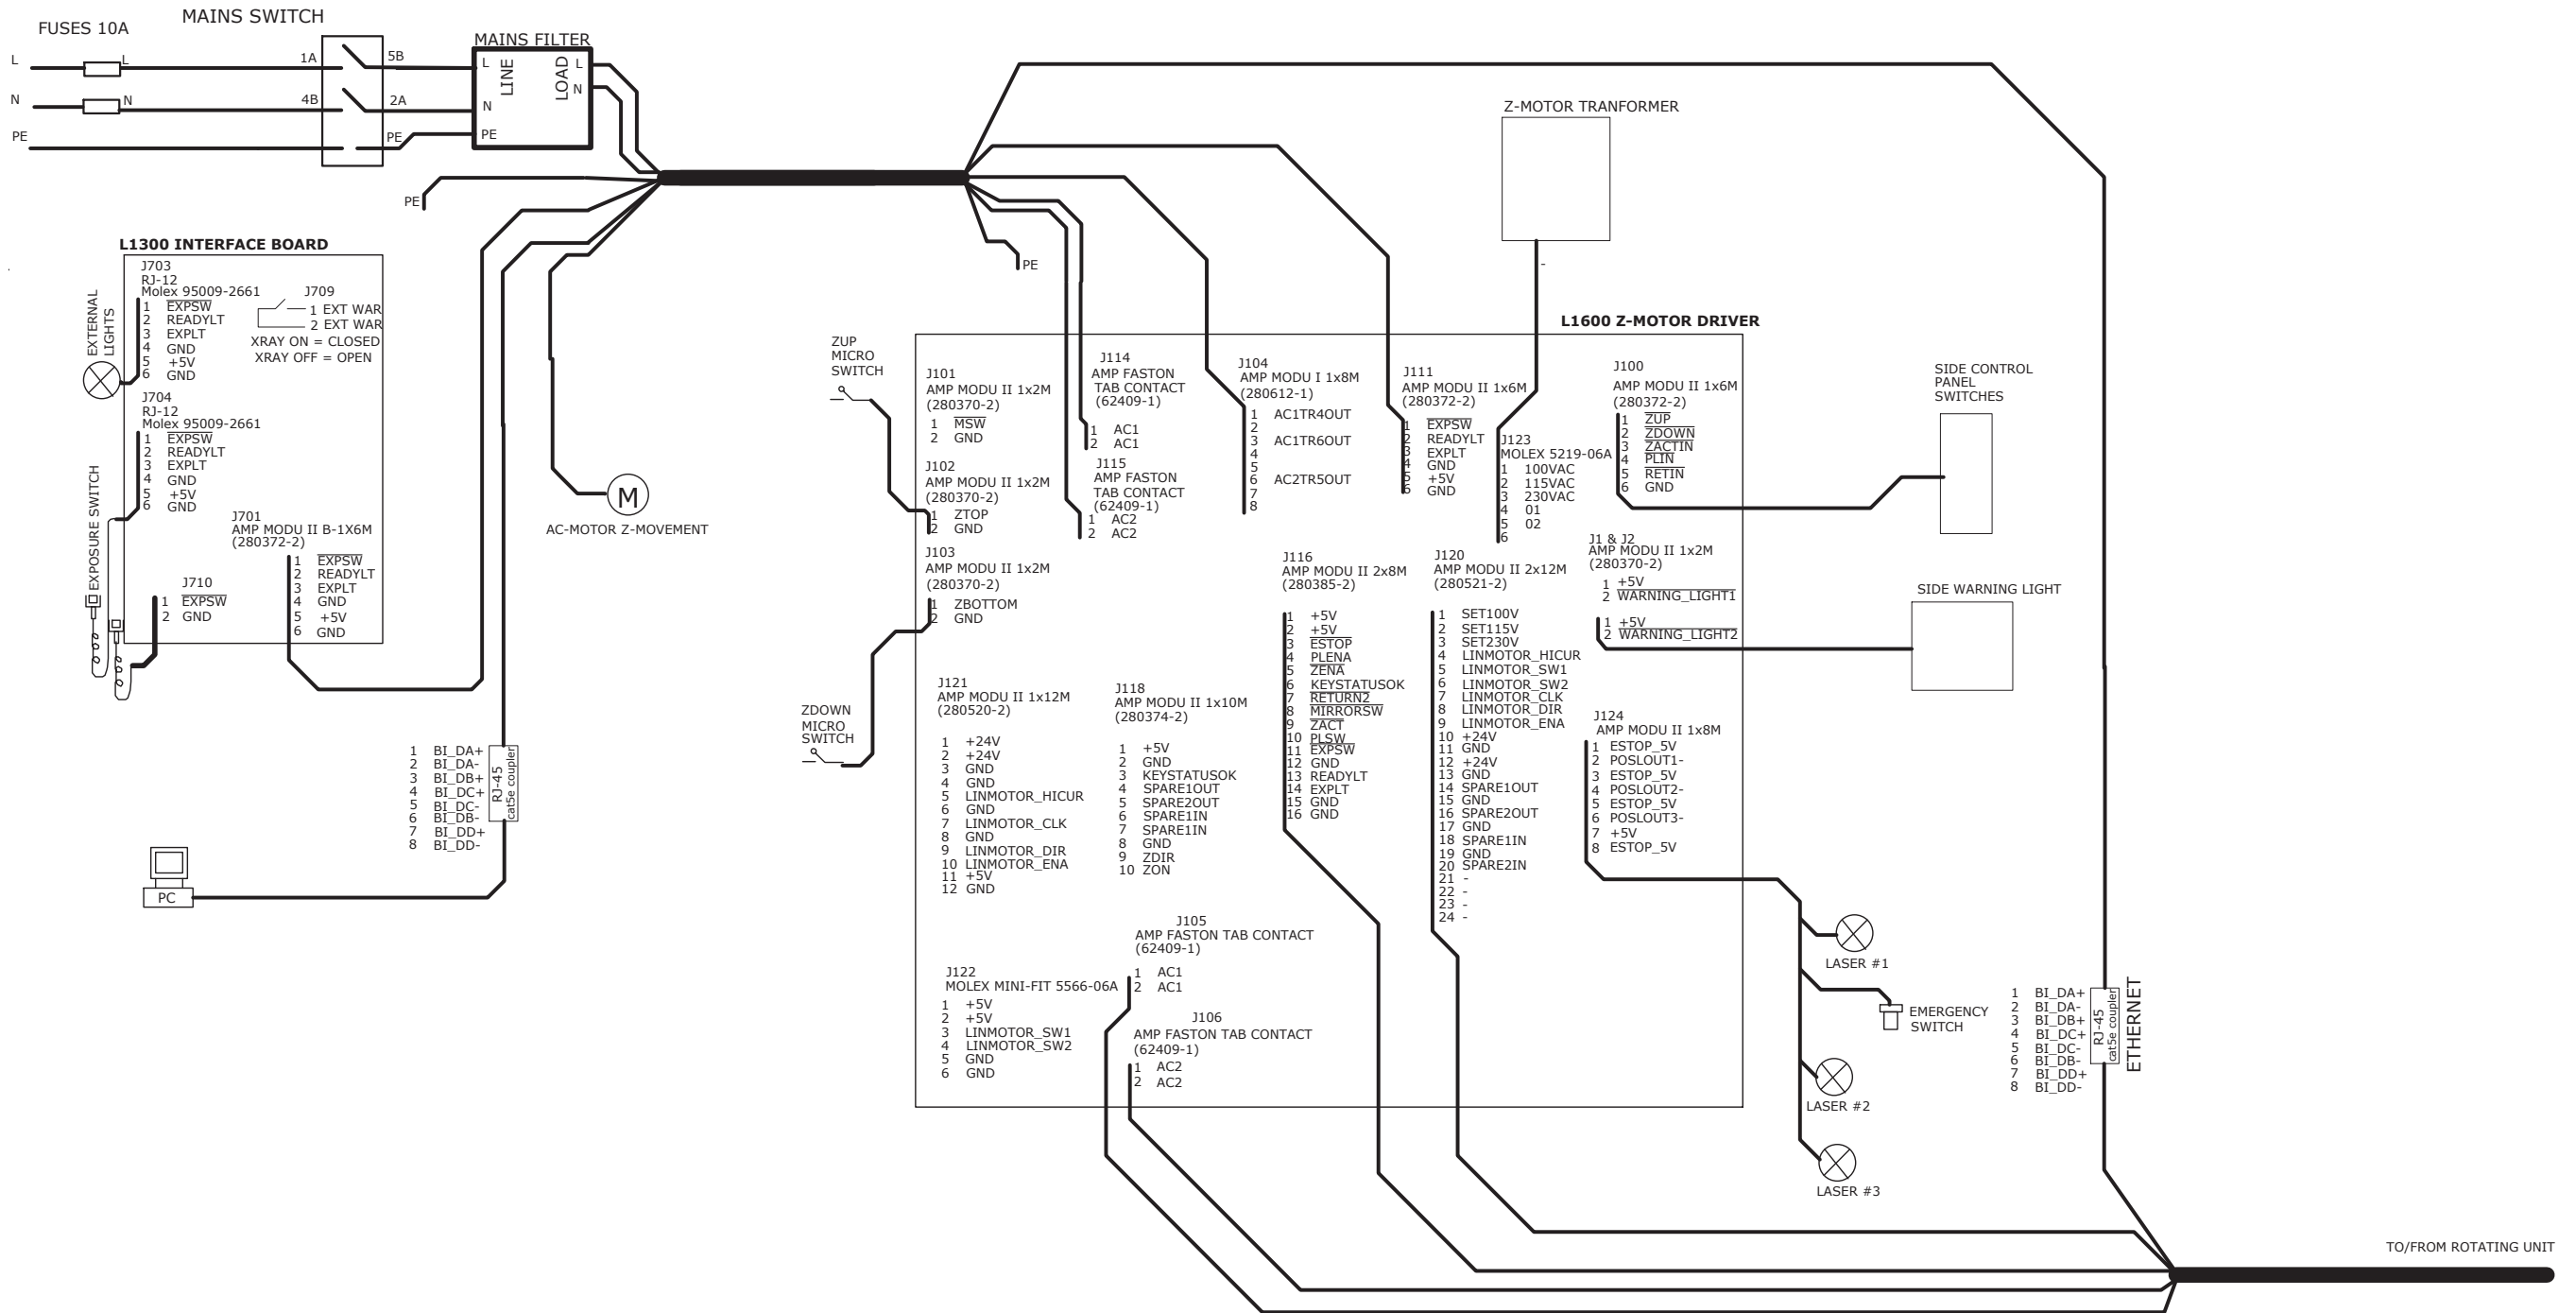 MAINS SWITCH
FUSES 10A
MAINS FILTER
L
L
1A
5B
L
LINE
LOAD
L
N
N
4B
2A
N
N
PE
PE
PE
PE
PE
L1300 INTERFACE BOARD
J703
RJ-12
Molex 95009-2661
1 EXPSW
2 READYLT
3 EXPLT
4 GND
5 +5V
6 GND
J709
1 EXT WAR
2 EXT WAR
XRAY ON = CLOSED
XRAY OFF = OPEN
EXTERNAL
LIGHTS
J704
RJ-12
Molex 95009-2661
1 EXPSW
2 READYLT
3 EXPLT
4 GND
5 +5V
6 GND
EXPOSURE SWITCH
J701
AMP MODU II B-1X6M
(280372-2)
1 EXPSW
2 READYLT
3 EXPLT
4 GND
5 +5V
6 GND
J710
1 EXPSW
2 GND
M
AC-MOTOR Z-MOVEMENT
1 BI_DA+
2 BI_DA-
3 BI_DB+
4 BI_DC+
5 BI_DC-
6 BI_DB-
7 BI_DD+
8 BI_DD-
RJ-45
cat5e coupler
PC
Z-MOTOR TRANFORMER
-
L1600 Z-MOTOR DRIVER
ZUP
MICRO
SWITCH
J101
AMP MODU II 1x2M
(280370-2)
1 MSW
2 GND
J102
AMP MODU II 1x2M
(280370-2)
1 ZTOP
2 GND
J103
AMP MODU II 1x2M
(280370-2)
1 ZBOTTOM
2 GND
ZDOWN
MICRO
SWITCH
J114
AMP FASTON
TAB CONTACT
(62409-1)
1 AC1
2 AC1
J115
AMP FASTON
TAB CONTACT
(62409-1)
1 AC2
2 AC2
J104
AMP MODU I 1x8M
(280612-1)
1 AC1TR4OUT
2
3 AC1TR6OUT
4
5
6 AC2TR5OUT
7
8
J111
AMP MODU II 1x6M
(280372-2)
1 EXPSW
2 READYLT
3 EXPLT
4 GND
5 +5V
6 GND
J123
MOLEX 5219-06A
1 100VAC
2 115VAC
3 230VAC
4 01
5 02
6
J100
AMP MODU II 1x6M
(280372-2)
1 ZUP
2 ZDOWN
3 ZACTIN
4 PLIN
5 RETIN
6 GND
SIDE CONTROL
PANEL
SWITCHES
J1 & J2
AMP MODU II 1x2M
(280370-2)
1 +5V
2 WARNING_LIGHT1
1 +5V
2 WARNING_LIGHT2
SIDE WARNING LIGHT
J116
AMP MODU II 2x8M
(280385-2)
1 +5V
2 +5V
3 ESTOP
4 PLENA
5 ZENA
6 KEYSTATUSOK
7 RETURN2
8 MIRRORSW
9 ZACT
10 PLSW
11 EXPSW
12 GND
13 READYLT
14 EXPLT
15 GND
16 GND
J120
AMP MODU II 2x12M
(280521-2)
1 SET100V
2 SET115V
3 SET230V
4 LINMOTOR_HICUR
5 LINMOTOR_SW1
6 LINMOTOR_SW2
7 LINMOTOR_CLK
8 LINMOTOR_DIR
9 LINMOTOR_ENA
10 +24V
11 GND
12 +24V
13 GND
14 SPARE1OUT
15 GND
16 SPARE2OUT
17 GND
18 SPARE1IN
19 GND
20 SPARE2IN
21 -
22 -
23 -
24 -
J121
AMP MODU II 1x12M
(280520-2)
1 +24V
2 +24V
3 GND
4 GND
5 LINMOTOR_HICUR
6 GND
7 LINMOTOR_CLK
8 GND
9 LINMOTOR_DIR
10 LINMOTOR_ENA
11 +5V
12 GND
J118
AMP MODU II 1x10M
(280374-2)
1 +5V
2 GND
3 KEYSTATUSOK
4 SPARE1OUT
5 SPARE2OUT
6 SPARE1IN
7 SPARE1IN
8 GND
9 ZDIR
10 ZON
J124
AMP MODU II 1x8M
1 ESTOP_5V
2 POSLOUT1-
3 ESTOP_5V
4 POSLOUT2-
5 ESTOP_5V
6 POSLOUT3-
7 +5V
8 ESTOP_5V
J105
AMP FASTON TAB CONTACT
(62409-1)
1 AC1
2 AC1
J122
MOLEX MINI-FIT 5566-06A
1 +5V
2 +5V
3 LINMOTOR_SW1
4 LINMOTOR_SW2
5 GND
6 GND
J106
AMP FASTON TAB CONTACT
(62409-1)
1 AC2
2 AC2
LASER #1
EMERGENCY
SWITCH
LASER #2
LASER #3
1 BI_DA+
2 BI_DA-
3 BI_DB+
4 BI_DC+
5 BI_DC-
6 BI_DB-
7 BI_DD+
8 BI_DD-
RJ-45
cat5e coupler
ETHERNET
TO/FROM ROTATING UNIT